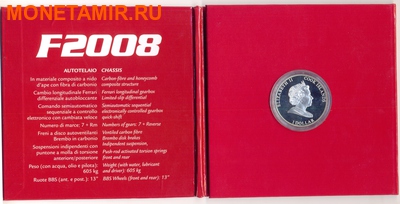 МОНЕТАМИР.RU
F2008
AUTOTELAIO
In materiale composito a nido
d'ape con fibra di carbonio
Cambio longitudinale Ferrari
differenziale autobloccante
Comando semiautomatico
sequenziale a controllo
elettronico con cambiata veloce
Numero di marce: 7 + Rm
Freni a disco autoventilanti
Brembo in carbonio
Sospensioni indipendenti con
puntone e molla di torsione
anteriore/posteriore
Peso (con acqua, olio e pilota):
605 kg
Ruote BBS (ant. e post.): 13"
CHASSIS
Carbon-fibre and honeycomb
composite structure
Ferrari longitudinal gearbox
Limited-slip differential
Semiautomatic sequential
electronically controlled gearbox
quick shift
Number of gears: 7 + Reverse
Ventilated carbon fibre
Brembo disk brakes
Independent suspension,
Push-rod activated torsion springs
front and rear
Weight (with water, lubricant
and driver): 605 kg
BBS Wheels (front and rear): 13"
ELIZABETH II
COOK ISLANDS
1 DOLLAR